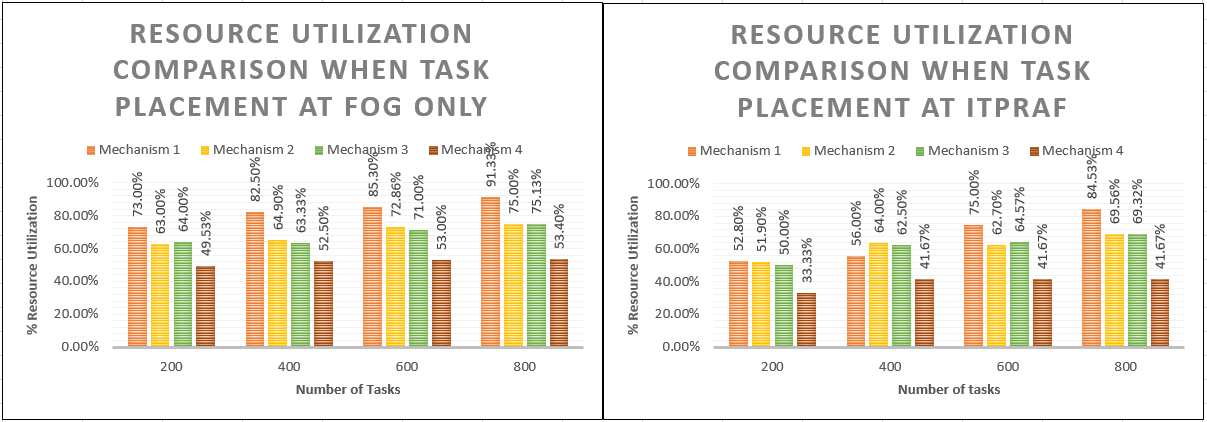 RESOURCE UTILIZATION
COMPARISON WHEN TASK
PLACEMENT AT FOG ONLY
Mechanism 1 Mechanism 2 Mechanism 3 Mechanism 4
% Resource Utilization
100.00%
80.00%
60.00%
40.00%
20.00%
0.00%
73.00% 63.00% 64.00% 49.53%
82.50% 64.90% 63.33% 52.50%
85.30% 72.86% 71.00% 53.00%
91.33% 75.00% 75.13% 53.40%
200 400 600 800
Number of Tasks
RESOURCE UTILIZATION
COMPARISON WHEN TASK
PLACEMENT AT ITPRAF
Mechanism 1 Mechanism 2 Mechanism 3 Mechanism 4
% Resource Utilization
100.00%
80.00%
60.00%
40.00%
20.00%
0.00%
52.80% 51.90% 50.00% 33.33%
56.00% 64.00% 62.50% 41.67%
75.00% 62.70% 64.57% 41.67%
84.53% 69.56% 69.32% 41.67%
200 400 600 800
Number of tasks